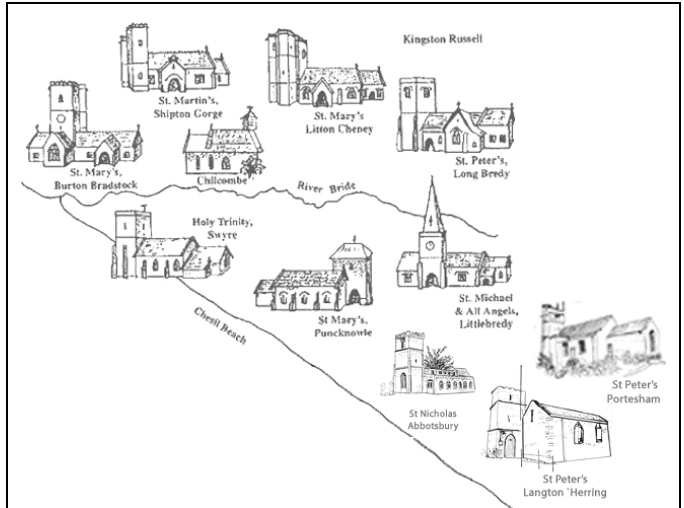 Kingston Russell
St. Martin's,
Shipton Gorge
St. Mary's
Litton Cheney
St. Peter's,
Long Bredy
St. Mary's,
Burton Bradstock
Chilcombe
River Bride
Holy Trinity,
Swyre
St Mary's,
Puncknowle
St. Michael
& All Angels,
Littlebredy
Chesil Beach
St Nicholas
Abbotsbury
St Peter's
Portesham
St Peter's
Langton `Herring